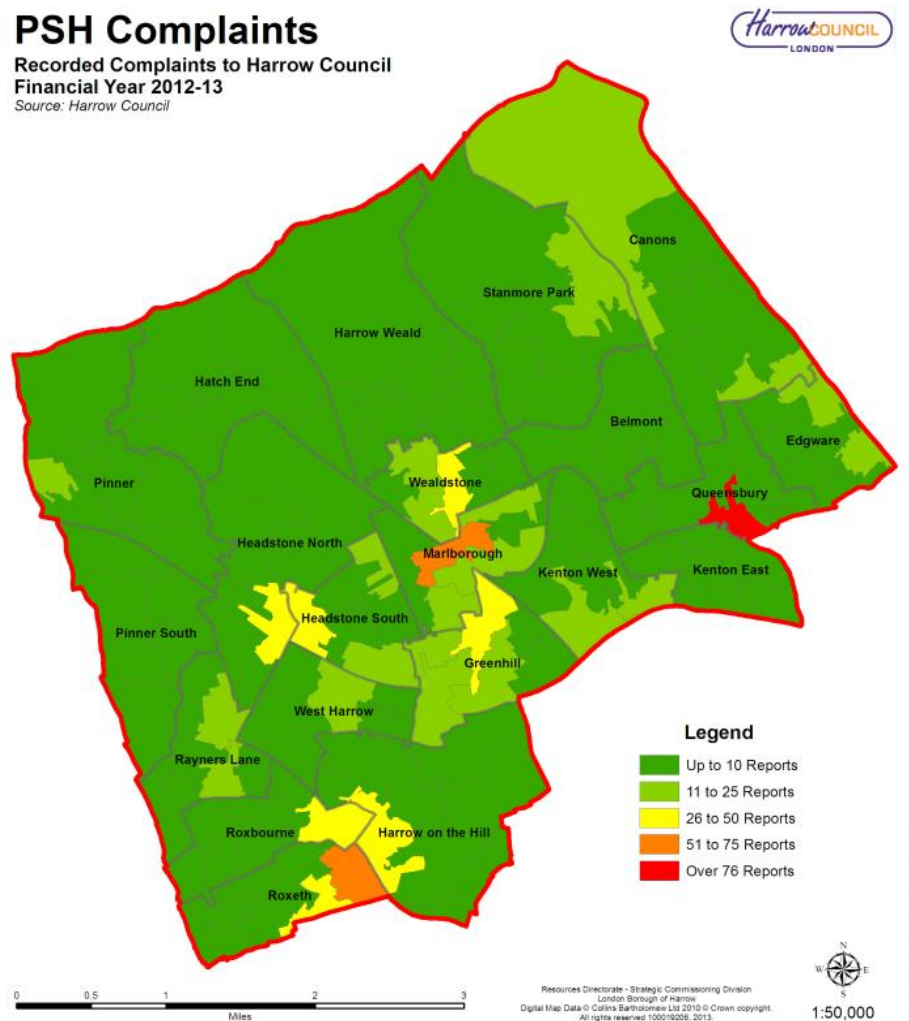 PSH Complaints
Recorded Complaints to Harrow Council
Financial Year 2012-13
Source: Harrow Council
HarrowCOUNCIL
LONDON
Canons
Stanmore Park
Harrow Weald
Hatch End
Belmont
Edgware
Pinner
Wealdstone
Queensbury
Headstone North
Marlborough
Kenton West
Kenton East
Pinner South
Headstone South
Greenhill
West Harrow
Rayners Lane
Roxbourne
Harrow on the Hill
Roxeth
Legend
Up to 10 Reports
11 to 25 Reports
26 to 50 Reports
51 to 75 Reports
Over 76 Reports
N
W E
S
1:50,000
0 0.5 1 2 3
Miles
Resources Directorate - Strategic Commissioning Division
London Borough of Harrow
Digital Map Data © Collins Bartholomew Ltd 2010 © Crown copyright.
All rights reserved 100019206, 2013.